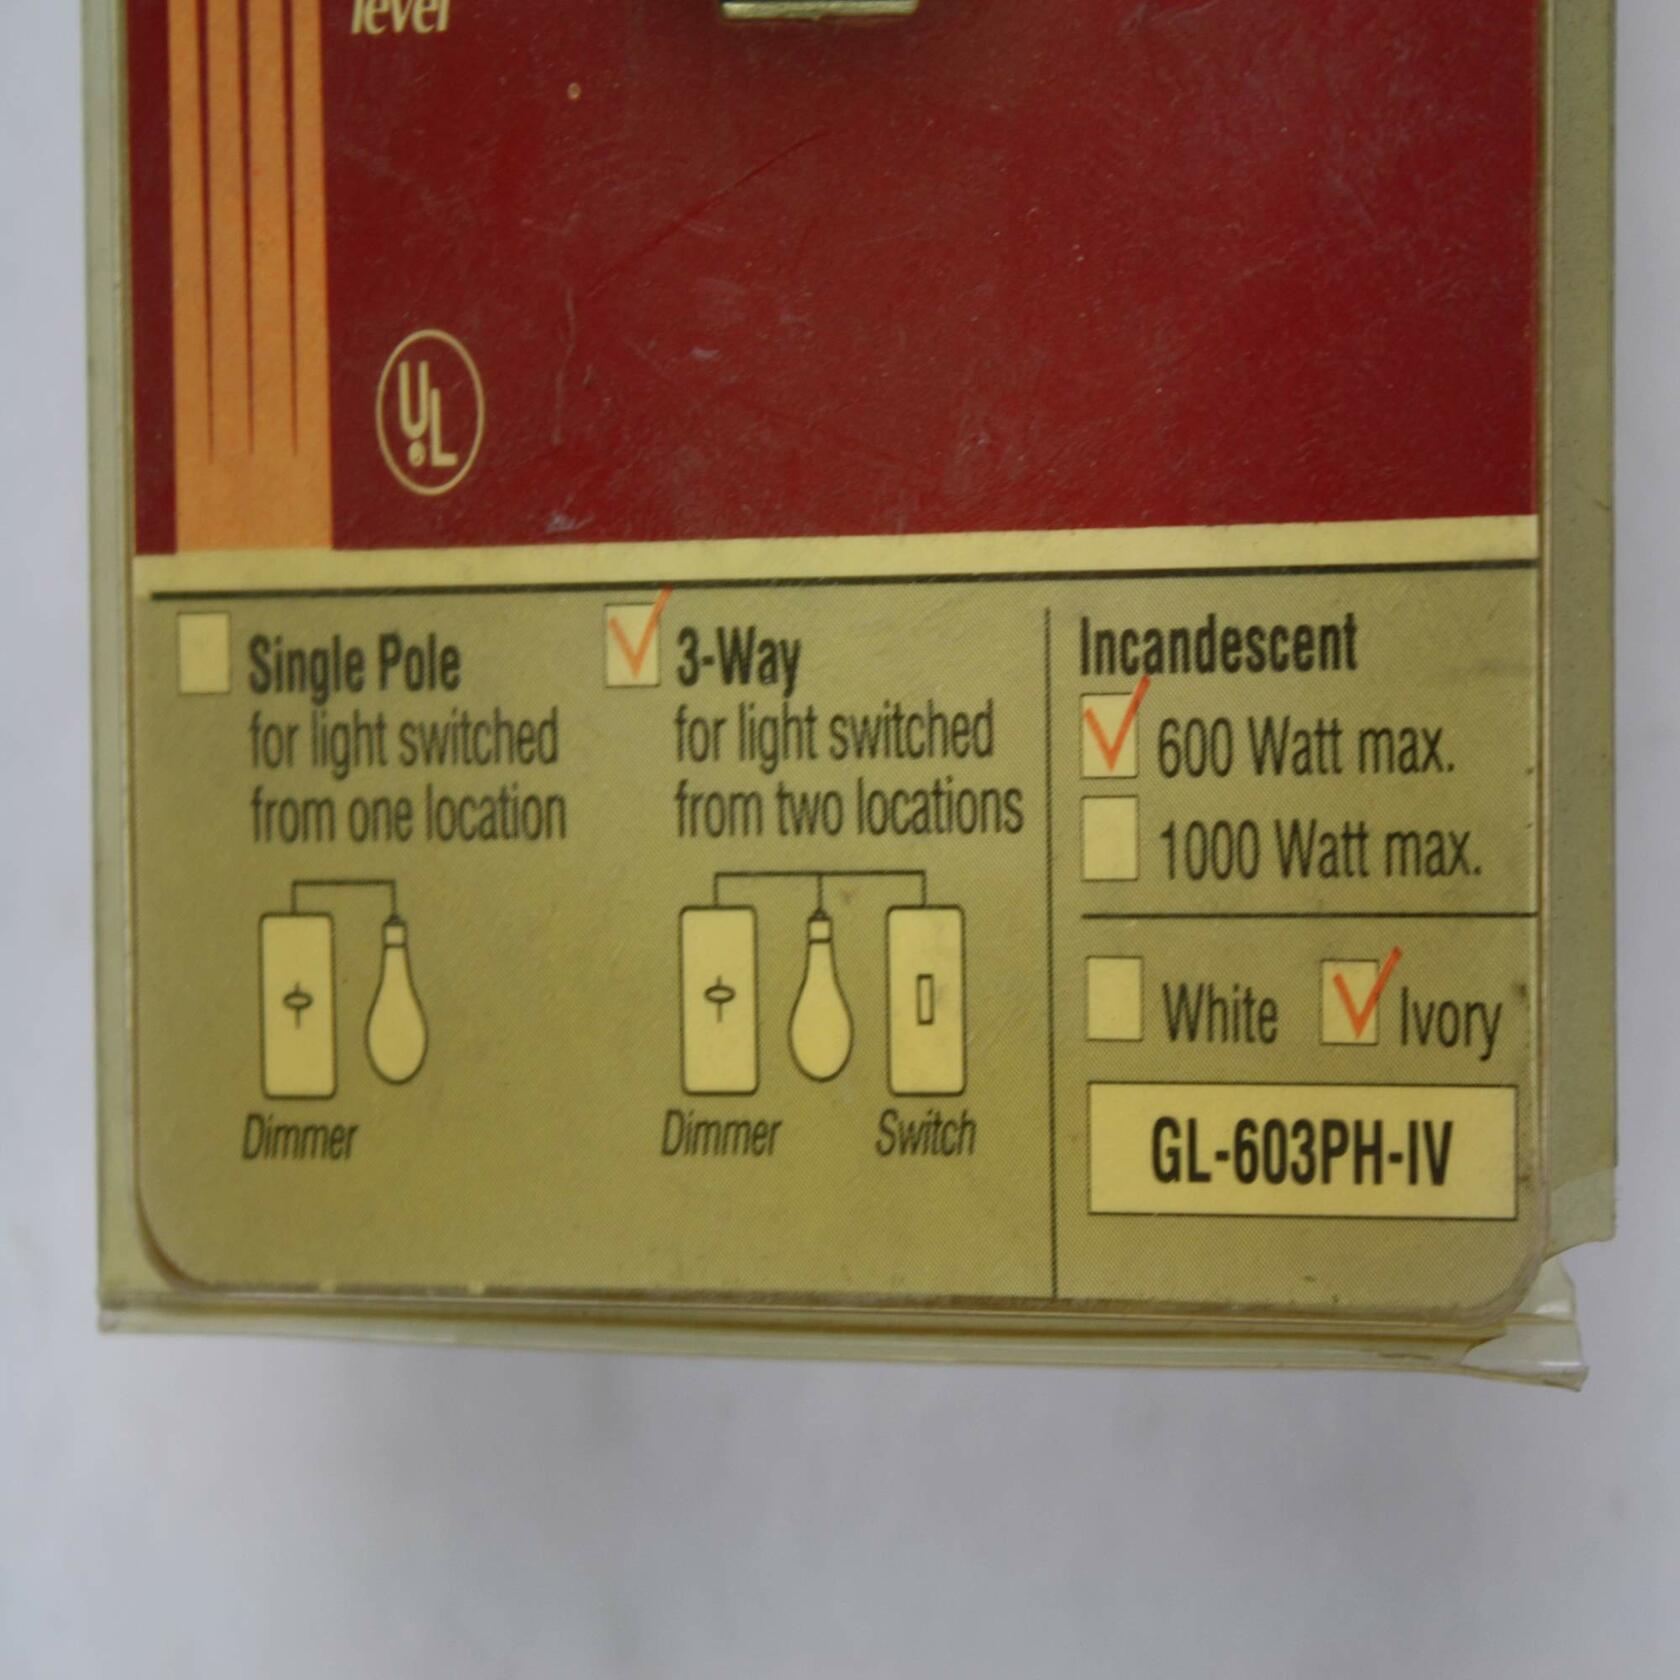 level
UL
Single Pole
for light switched
from one location
Dimmer
3-Way
for light switched
from two locations
Dimmer
Switch
Incandescent
600 Watt max.
1000 Watt max.
White
Ivory
GL-603PH-IV